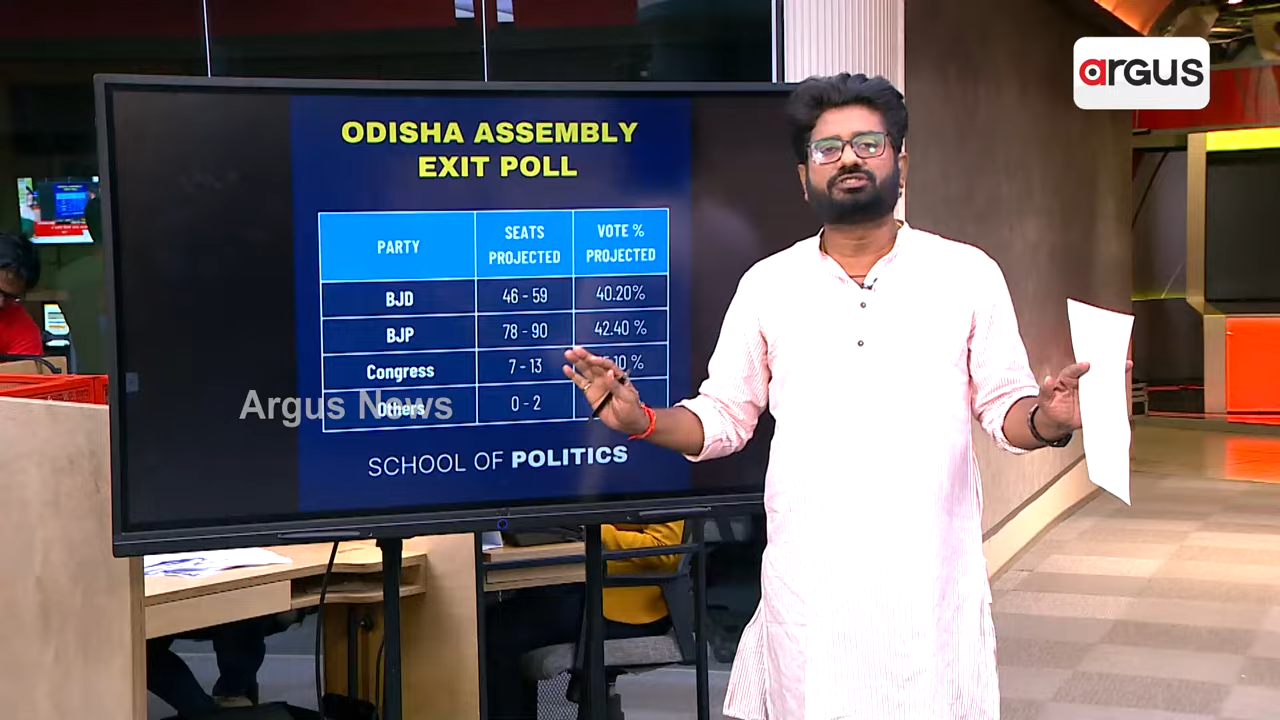 argus
ODISHA ASSEMBLY
EXIT POLL
PARTY
SEATS
PROJECTED
VOTE %
PROJECTED
BJD
46 - 59
40.20%
BJP
78 - 90
42.40 %
Congress
7 - 13
Others
0 - 2
Argus News
SCHOOL OF POLITICS